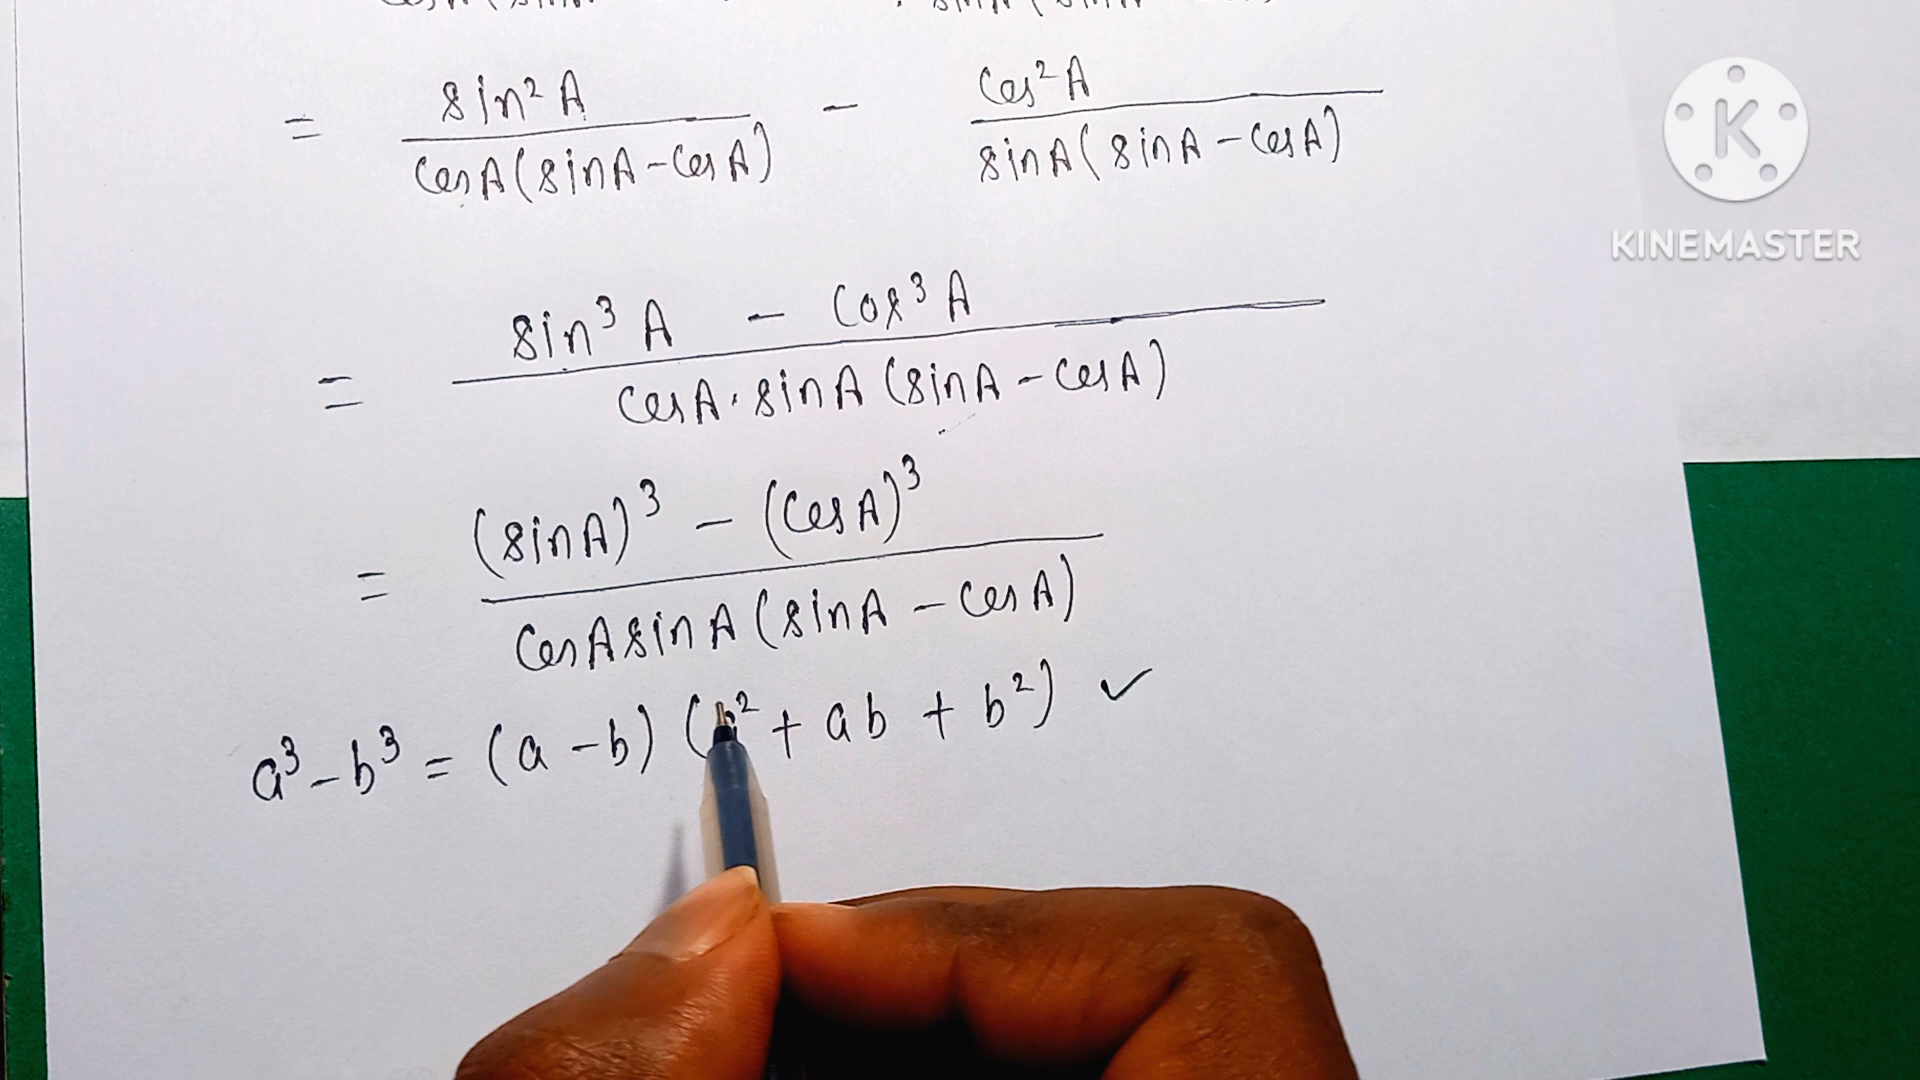 = sin²A / cosA(sinA-cosA) - cos²A / sinA(sinA-cosA)
KINEMASTER
= sin³A - cos³A / cosA·sinA(sinA-cosA)
= (sinA)³ - (cosA)³ / cosAsinA(sinA-cosA)
a³-b³ = (a-b)(a²+ab+b²) ✓